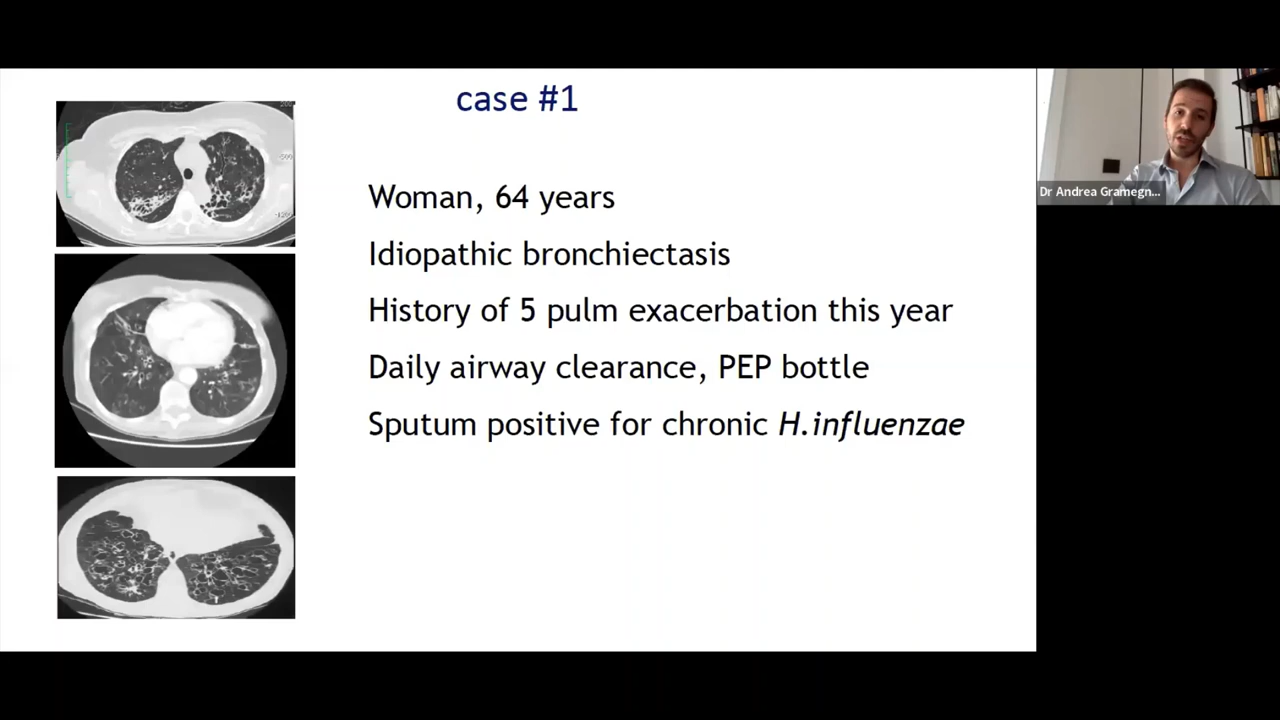 case #1
Woman, 64 years
Idiopathic bronchiectasis
History of 5 pulm exacerbation this year
Daily airway clearance, PEP bottle
Sputum positive for chronic H.influenzae
Dr Andrea Gramegn...